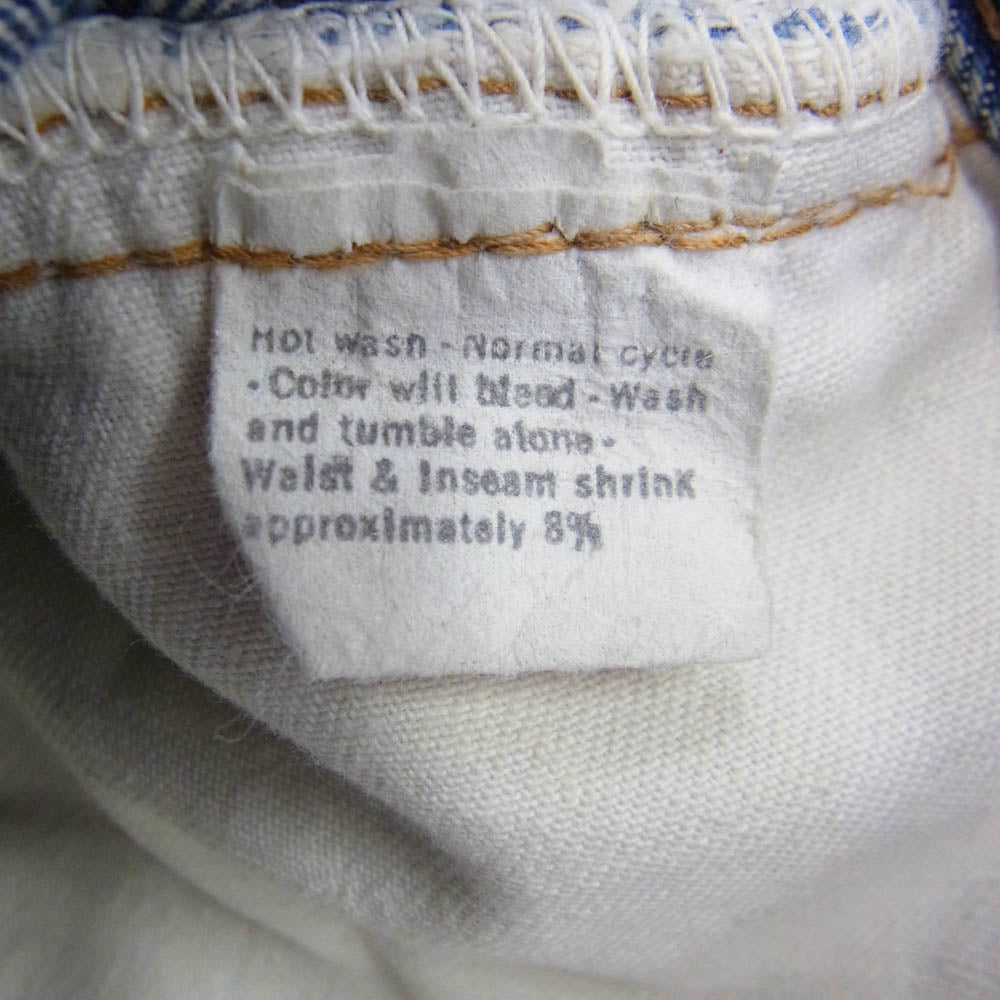 Hot wash - Normal cycle
- Color will bleed - Wash
and tumble alone -
Waist & Inseam shrink
approximately 8%